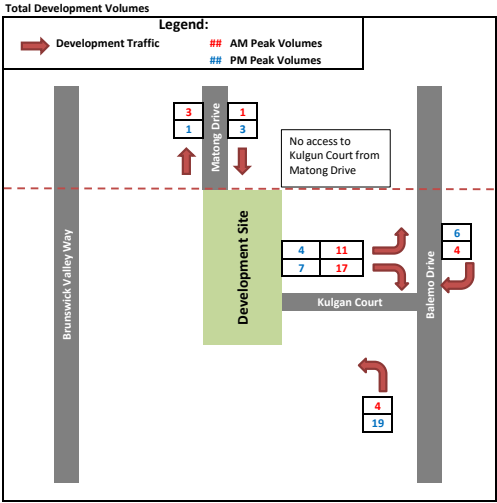 Total Development Volumes
Legend:
Development Traffic
## AM Peak Volumes
## PM Peak Volumes
3
1
Matong Drive
1
3
No access to
Kulgun Court from
Matong Drive
Brunswick Valley Way
Development Site
4 11
7 17
6
4
Balemo Drive
Kulgan Court
4
19